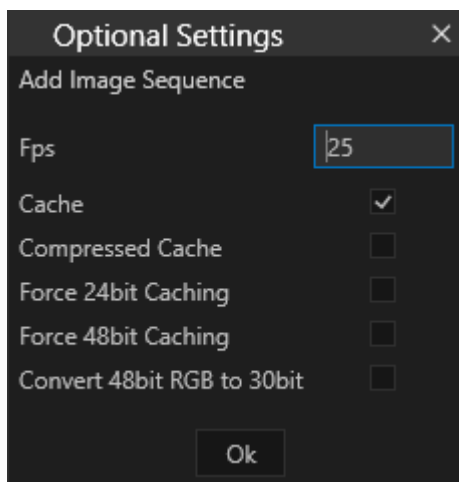 Optional Settings
Add Image Sequence
Fps 25
Cache
Compressed Cache
Force 24bit Caching
Force 48bit Caching
Convert 48bit RGB to 30bit
Ok